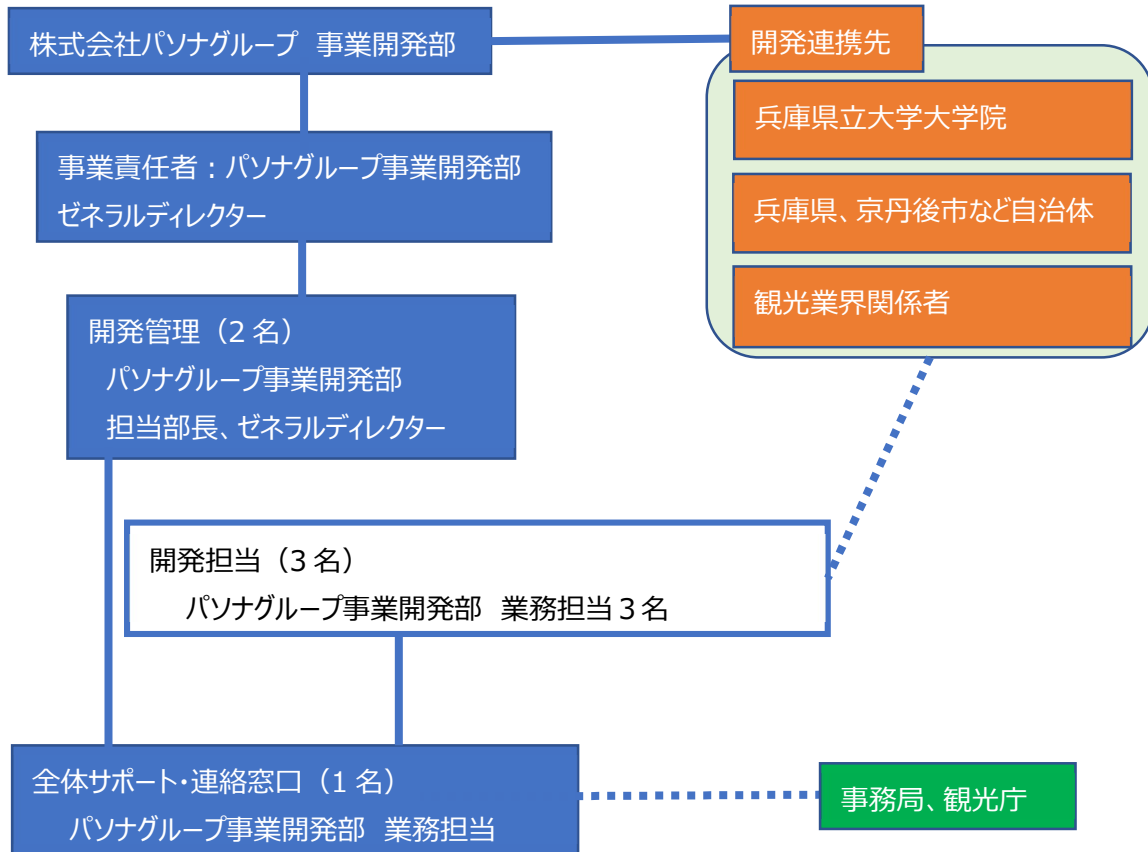 株式会社パソナグループ 事業開発部
開発連携先
兵庫県立大学大学院
兵庫県、京丹後市など自治体
観光業界関係者
事業責任者：パソナグループ事業開発部
ゼネラルディレクター
開発管理（2名）
パソナグループ事業開発部
担当部長、ゼネラルディレクター
開発担当（3名）
パソナグループ事業開発部 業務担当3名
全体サポート・連絡窓口（1名）
パソナグループ事業開発部 業務担当
事務局、観光庁